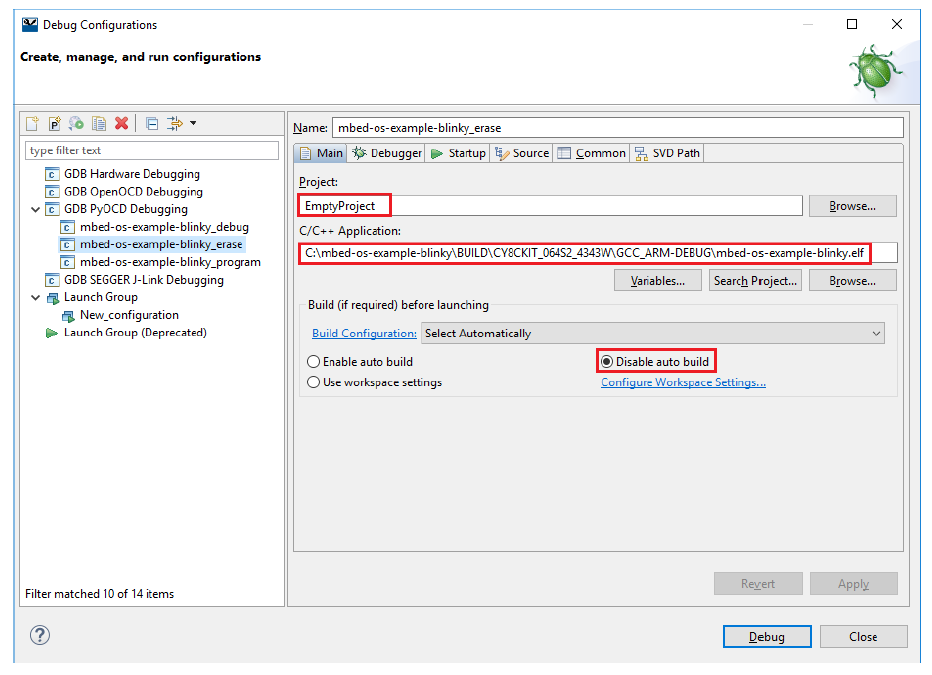 Debug Configurations
Create, manage, and run configurations
type filter text
GDB Hardware Debugging
GDB OpenOCD Debugging
GDB PyOCD Debugging
mbed-os-example-blinky_debug
mbed-os-example-blinky_erase
mbed-os-example-blinky_program
GDB SEGGER J-Link Debugging
Launch Group
New_configuration
Launch Group (Deprecated)
Filter matched 10 of 14 items
Name: mbed-os-example-blinky_erase
Main Debugger Startup Source Common SVD Path
Project:
EmptyProject Browse...
C/C++ Application:
C:\mbed-os-example-blinky\BUILD\CY8CKIT_064S2_4343W\GCC_ARM-DEBUG\mbed-os-example-blinky.elf
Variables... Search Project... Browse...
Build (if required) before launching
Build Configuration: Select Automatically
Enable auto build Disable auto build
Use workspace settings Configure Workspace Settings...
Revert Apply
? Debug Close